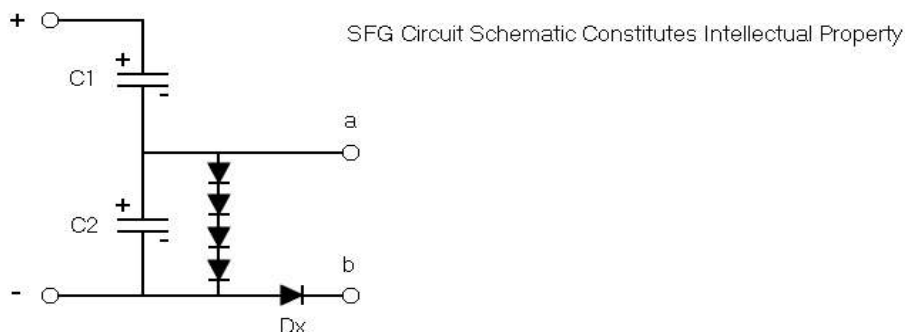 +
SFG Circuit Schematic Constitutes Intellectual Property
+
C1
-
a
+
C2
-
b
-
Dx